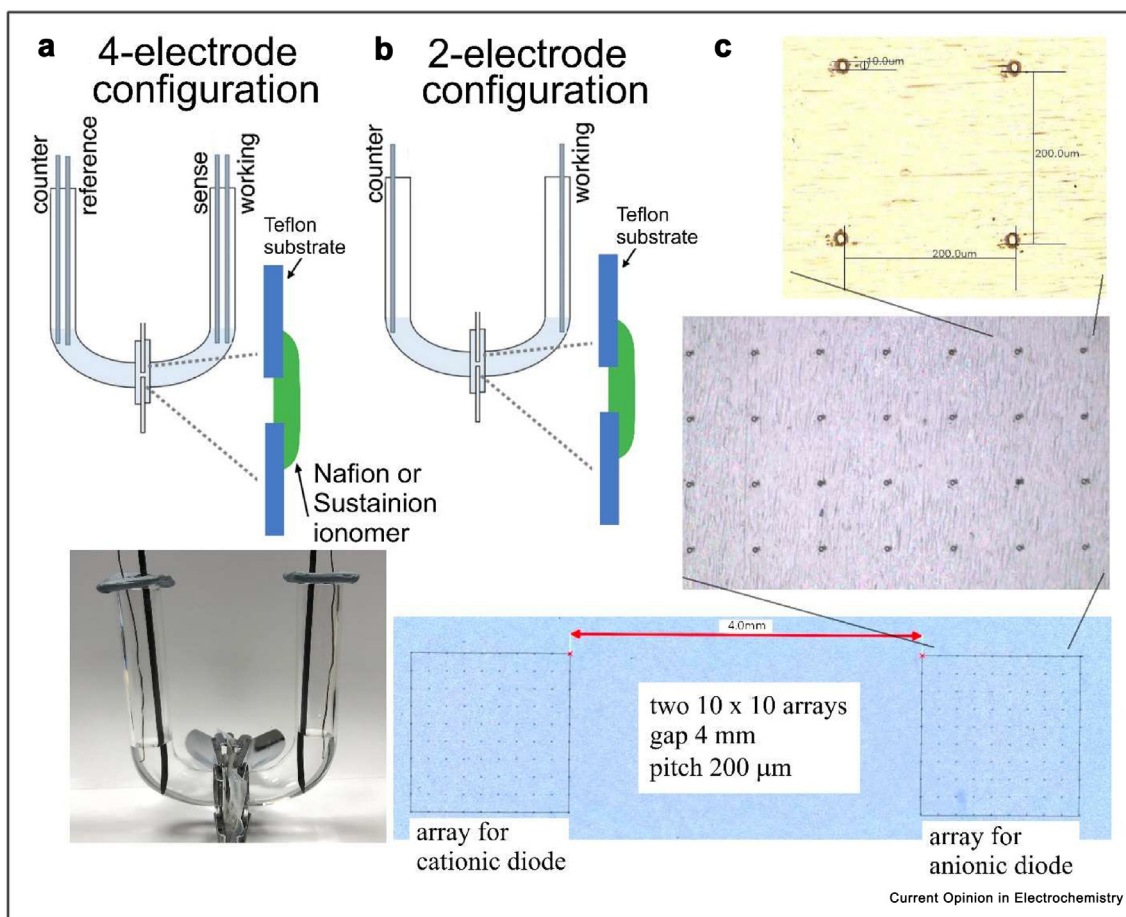 a
4-electrode
configuration
counter
reference
sense
working
Teflon
substrate
Nafion or
Sustainion
ionomer
b
2-electrode
configuration
counter
working
Teflon
substrate
c
10.0um
200.0um
200.0um
4.0mm
two 10 x 10 arrays
gap 4 mm
pitch 200 μm
array for
cationic diode
array for
anionic diode
Current Opinion in Electrochemistry